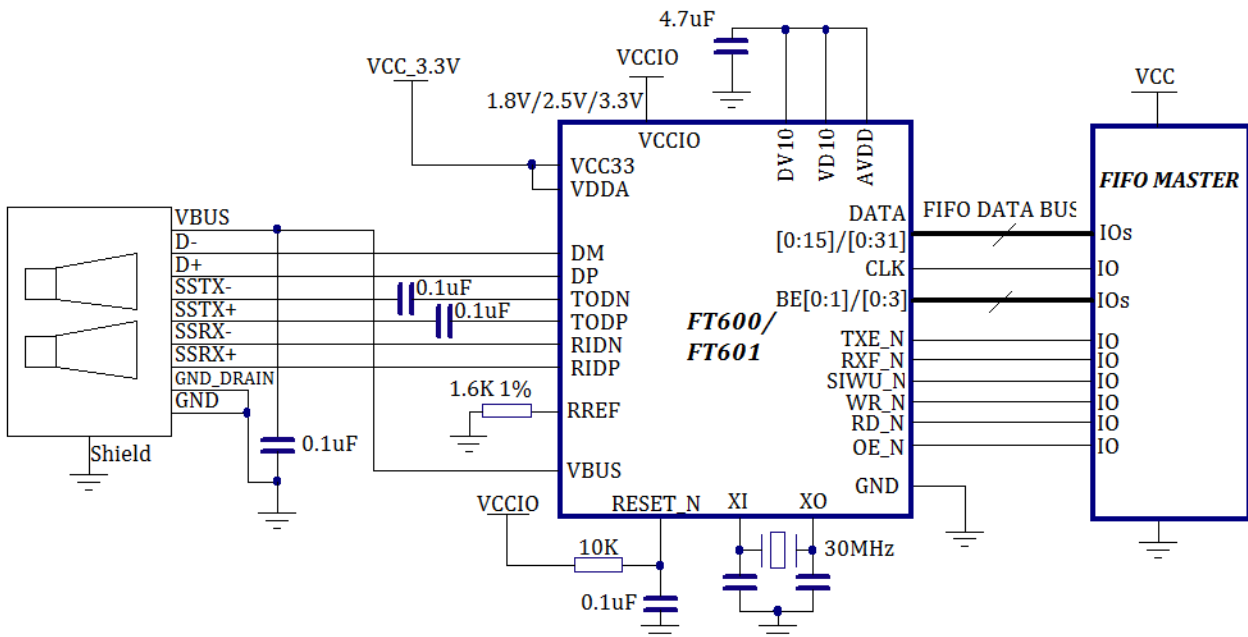 4.7uF
VCC_3.3V
VCCIO
1.8V/2.5V/3.3V
VCC
VCCIO
DV10
VD10
AVDD
VCC33
VDDA
FIFO MASTER
VBUS
D-
D+
SSTX-
SSTX+
SSRX-
SSRX+
GND_DRAIN
GND
Shield
0.1uF
0.1uF
0.1uF
1.6K 1%
DM
DP
TODN
TODP
RIDN
RIDP
RREF
VBUS
FT600/
FT601
DATA
[0:15]/[0:31]
CLK
BE[0:1]/[0:3]
TXE_N
RXF_N
SIWU_N
WR_N
RD_N
OE_N
GND
FIFO DATA BUS
IOs
IO
IOs
IO
IO
IO
IO
IO
IO
VCCIO
RESET_N
XI
XO
10K
0.1uF
30MHz